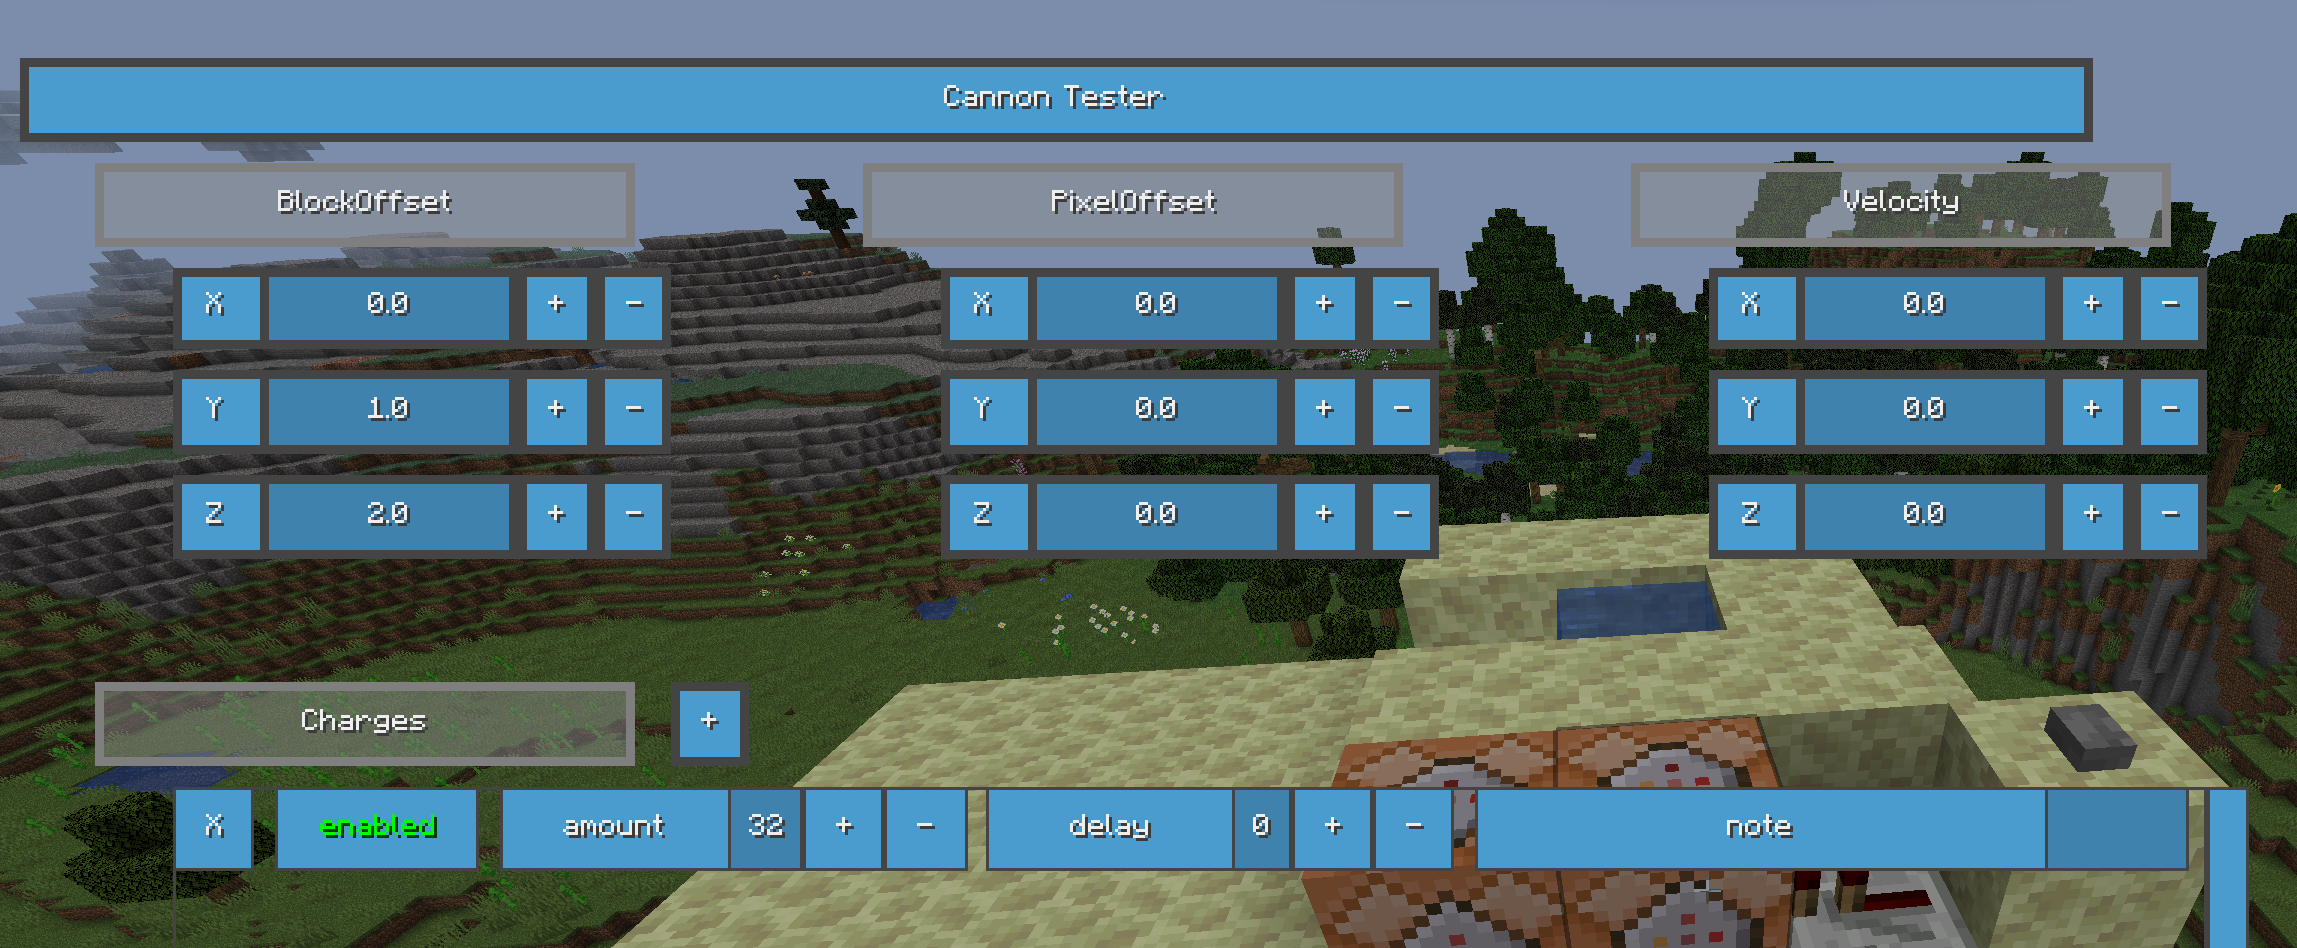 Cannon Tester
BlockOffset PixelOffset Velocity
X 0.0 + - X 0.0 + - X 0.0 + -
Y 1.0 + - Y 0.0 + - Y 0.0 + -
Z 2.0 + - Z 0.0 + - Z 0.0 + -
Charges +
X enabled amount 32 + - delay 0 + - note